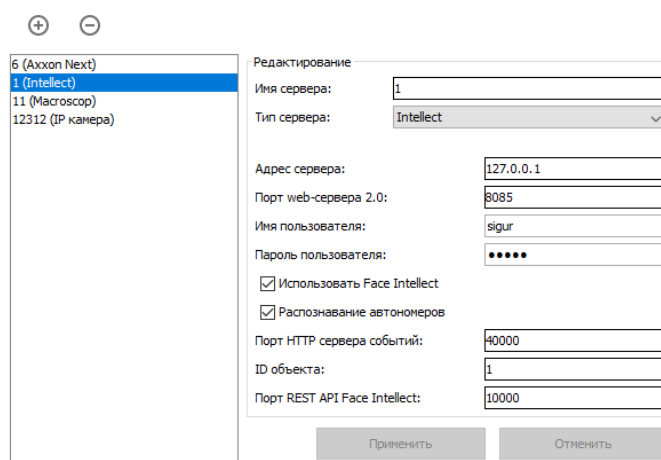 6 (Axxon Next)
1 (Intellect)
11 (Macroscop)
12312 (IP камера)
Редактирование
Имя сервера: 1
Тип сервера: Intellect
Адрес сервера: 127.0.0.1
Порт web-сервера 2.0: 8085
Имя пользователя: sigur
Пароль пользователя: •••••
Использовать Face Intellect
Распознавание автономеров
Порт HTTP сервера событий: 40000
ID объекта: 1
Порт REST API Face Intellect: 10000
Применить Отменить